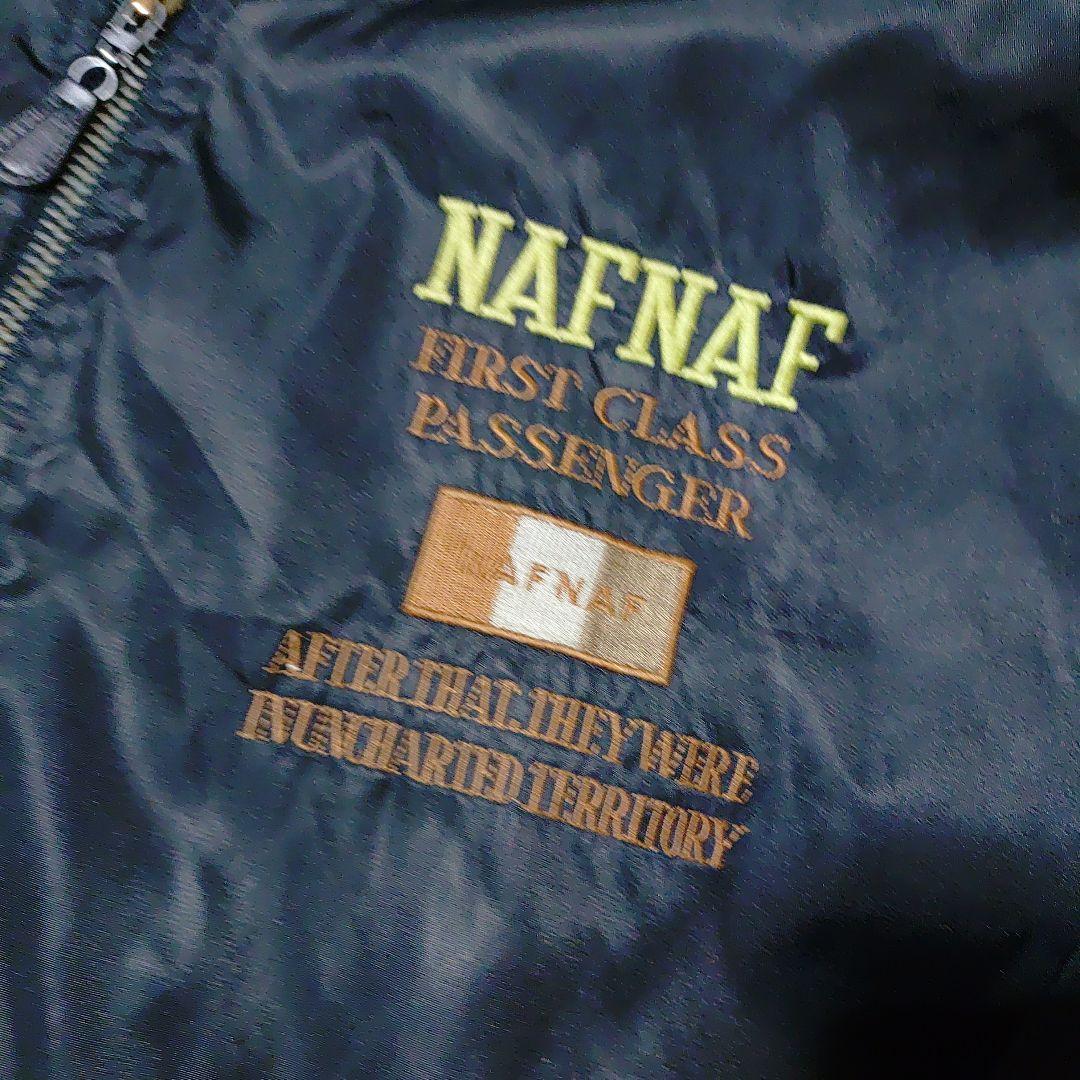 NAFNAF
FIRST CLASS
PASSENGER
NAFNAF
AFTER THAT, THEY WERE
IN UNCHARTED TERRITORY